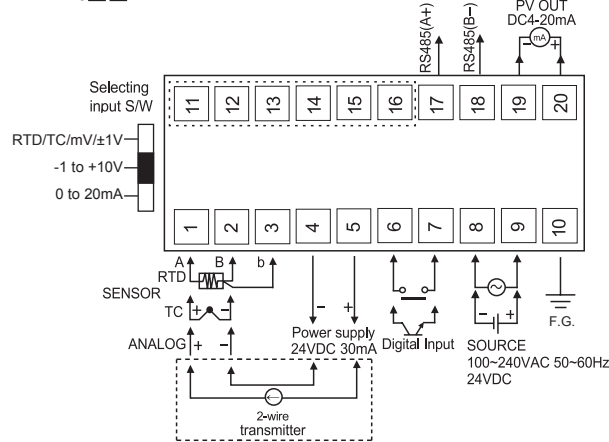 PV OUT
DC4-20mA
RS485(A+)
RS485(B−)
− mA +
Selecting
input S/W
11 12 13 14 15 16 17 18 19 20
RTD/TC/mV/±1V
-1 to +10V
0 to 20mA
1 2 3 4 5 6 7 8 9 10
A B b
RTD
SENSOR
TC + −
− +
ANALOG + −
Power supply
24VDC 30mA
Digital Input
− +
SOURCE
100~240VAC 50~60Hz
24VDC
F.G.
2-wire
transmitter